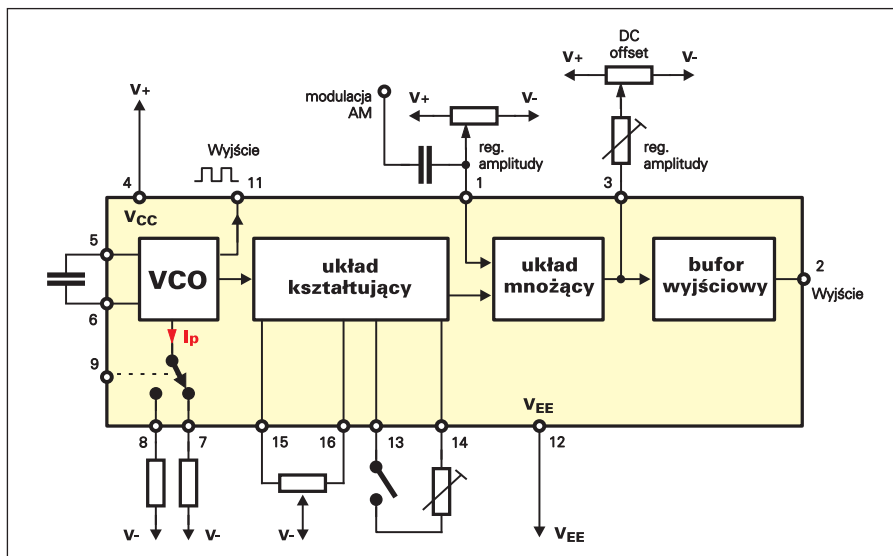 DC
offset
V+
V-
modulacja
AM
V+
V-
V+
Wyjście
reg.
amplitudy
reg.
amplitudy
4
11
1
3
VCC
5
VCO
układ
kształtujący
układ
mnożący
bufor
wyjściowy
2
Wyjście
6
Ip
9
VEE
8
7
15
16
13
14
12
V-
V-
V-
VEE